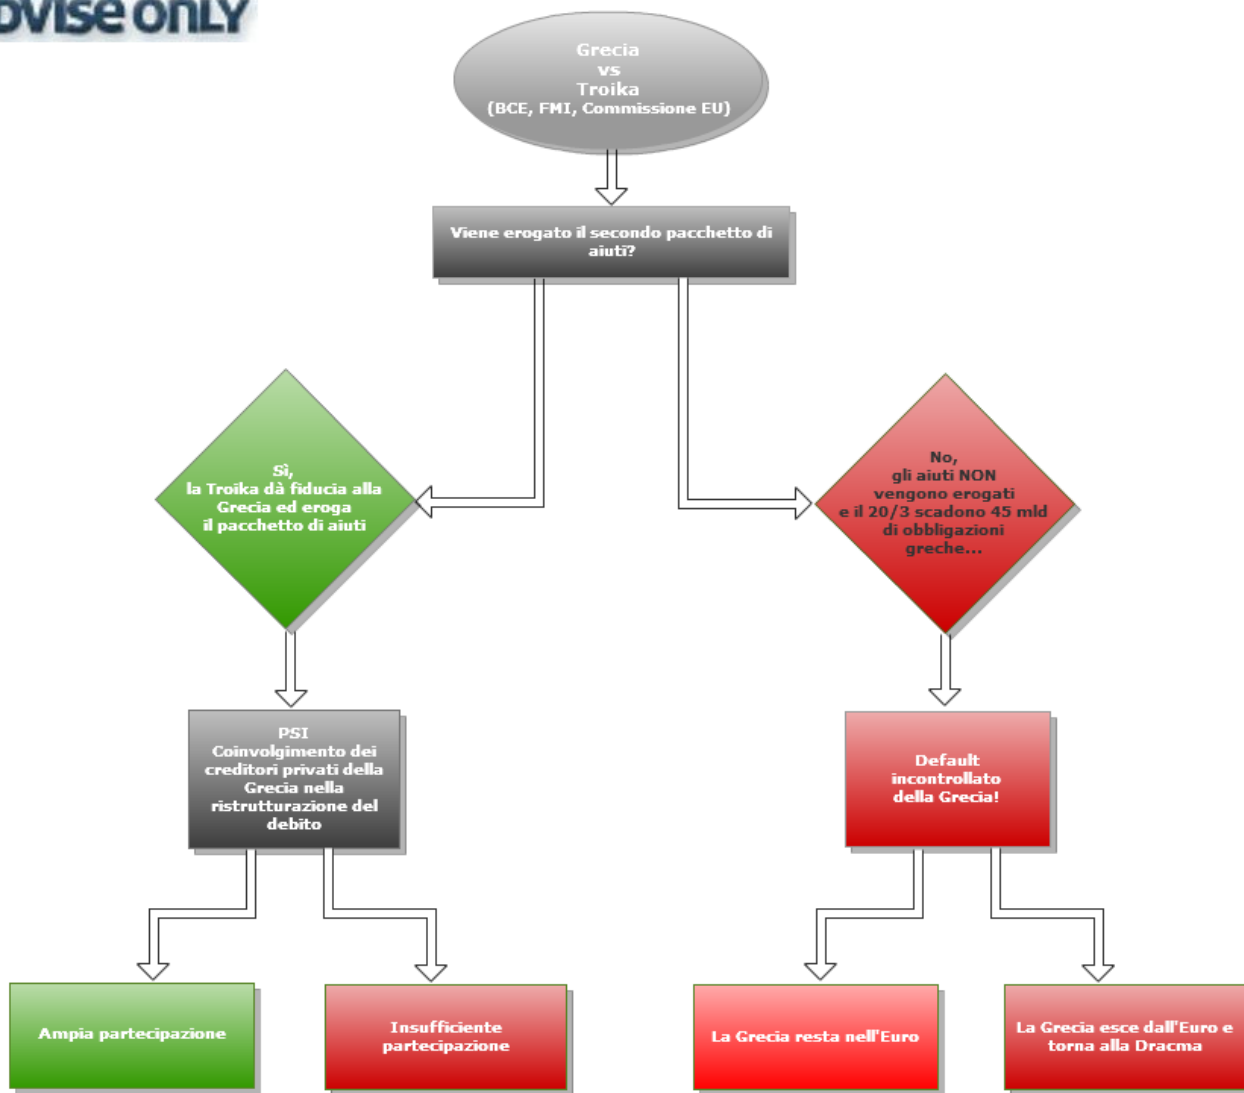 ADVISE ONLY
Grecia
vs
Troika
(BCE, FMI, Commissione EU)
Viene erogato il secondo pacchetto di
aiuti?
Sì,
la Troika dà fiducia alla
Grecia ed eroga
il pacchetto di aiuti
No,
gli aiuti NON
vengono erogati
e il 20/3 scadono 45 mld
di obbligazioni
greche...
PSI
Coinvolgimento dei
creditori privati della
Grecia nella
ristrutturazione del
debito
Default
incontrollato
della Grecia!
Ampia partecipazione
Insufficiente
partecipazione
La Grecia resta nell'Euro
La Grecia esce dall'Euro e
torna alla Dracma